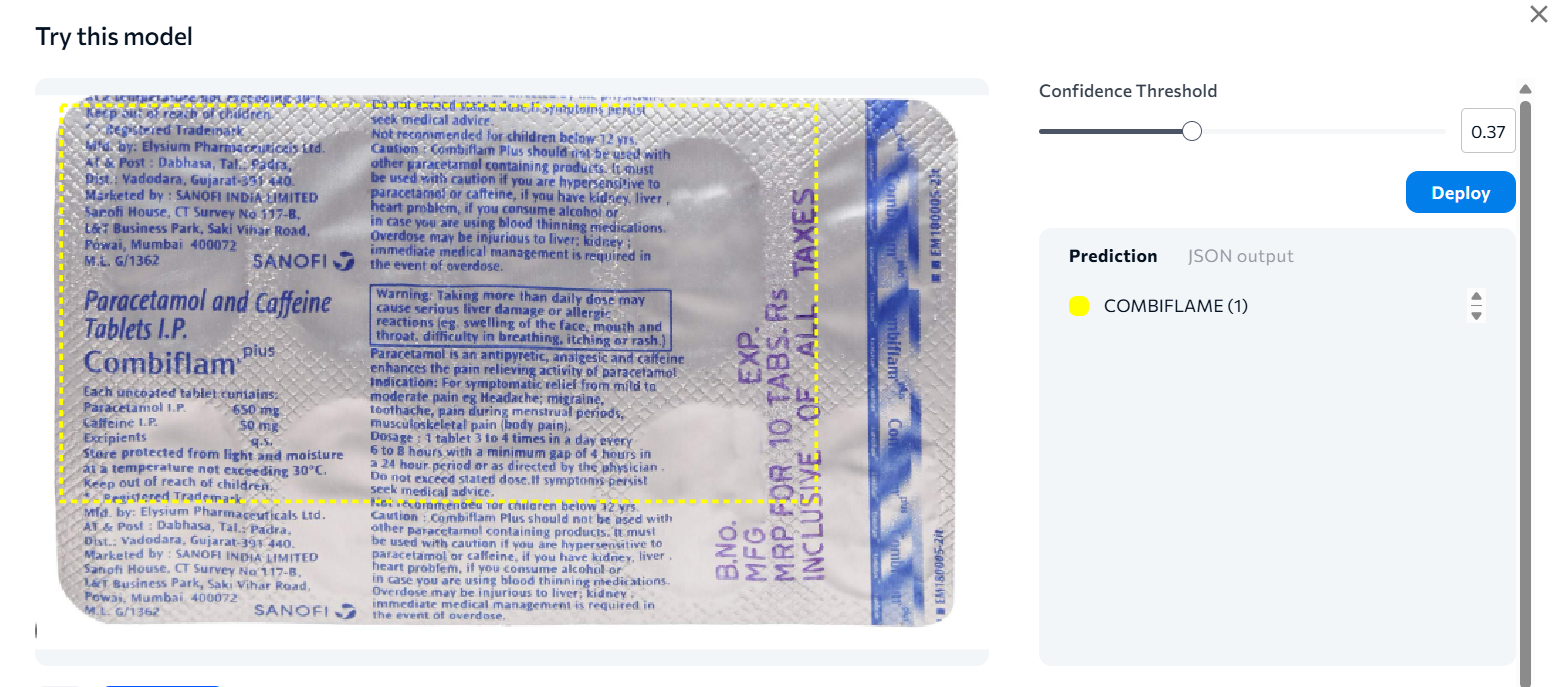 Try this model
at a temperature not exceeding 30°C.
Keep out of reach of children.
* : Registered Trademark
Mfd. by: Elysium Pharmaceuticals Ltd.
At & Post : Dabhasa, Tal.: Padra,
Dist.: Vadodara, Gujarat-391 440.
Marketed by : SANOFI INDIA LIMITED
Sanofi House, CT Survey No 117-B,
L&T Business Park, Saki Vihar Road,
Powai, Mumbai 400072
M.L. G/1362
SANOFI
Paracetamol and Caffeine
Tablets I.P.
Combiflam plus
Each uncoated tablet contains:
Paracetamol I.P. 650 mg
Caffeine I.P. 50 mg
Excipients q.s.
Store protected from light and moisture
at a temperature not exceeding 30°C.
Keep out of reach of children.
* : Registered Trademark
Mfd. by: Elysium Pharmaceuticals Ltd.
At & Post : Dabhasa, Tal.: Padra,
Dist.: Vadodara, Gujarat-391 440.
Marketed by : SANOFI INDIA LIMITED
Sanofi House, CT Survey No 117-B,
L&T Business Park, Saki Vihar Road,
Powai, Mumbai 400072
M.L. G/1362
SANOFI
Do not exceed stated dose.If symptoms persist
seek medical advice.
Not recommended for children below 12 yrs.
Caution : Combiflam Plus should not be used with
other paracetamol containing products. It must
be used with caution if you are hypersensitive to
paracetamol or caffeine, if you have kidney, liver ,
heart problem, if you consume alcohol or
in case you are using blood thinning medications.
Overdose may be injurious to liver; kidney ;
immediate medical management is required in
the event of overdose.
Warning: Taking more than daily dose may
cause serious liver damage or allergic
reactions (eg. swelling of the face, mouth and
throat, difficulty in breathing, itching or rash.)
Paracetamol is an antipyretic, analgesic and caffeine
enhances the pain relieving activity of paracetamol
Indication: For symptomatic relief from mild to
moderate pain eg Headache; migraine,
toothache, pain during menstrual periods,
musculoskeletal pain (body pain).
Dosage : 1 tablet 3 to 4 times in a day every
6 to 8 hours with a minimum gap of 4 hours in
a 24 hour period or as directed by the physician .
Do not exceed stated dose.If symptoms persist
seek medical advice.
Not recommended for children below 12 yrs.
Caution : Combiflam Plus should not be used with
other paracetamol containing products. It must
be used with caution if you are hypersensitive to
paracetamol or caffeine, if you have kidney, liver .
heart problem, if you consume alcohol or
in case you are using blood thinning medications.
Overdose may be injurious to liver; kidney ;
immediate medical management is required in
the event of overdose.
B.No.
MFG.
EXP.
MRP FOR 10 TABS. Rs
INCLUSIVE OF ALL TAXES
EM180005-21t
EM180005-21t
Confidence Threshold
0.37
Deploy
Prediction JSON output
COMBIFLAME (1)